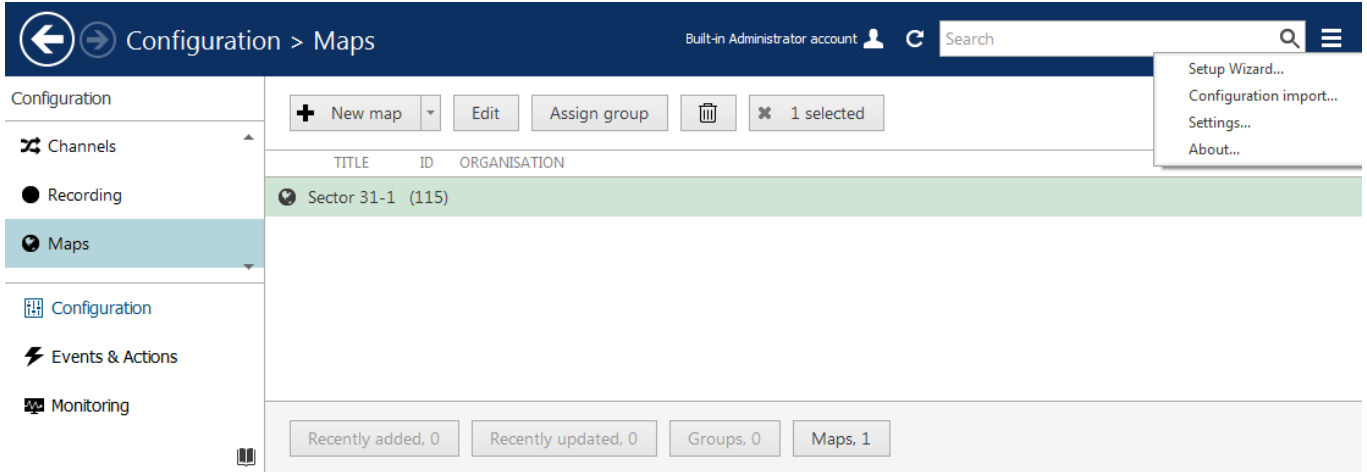 Configuration > Maps
Built-in Administrator account
Search
Setup Wizard...
Configuration import...
Settings...
About...
Configuration
Channels
Recording
Maps
Configuration
Events & Actions
Monitoring
New map
Edit
Assign group
1 selected
TITLE ID ORGANISATION
Sector 31-1 (115)
Recently added, 0
Recently updated, 0
Groups, 0
Maps, 1